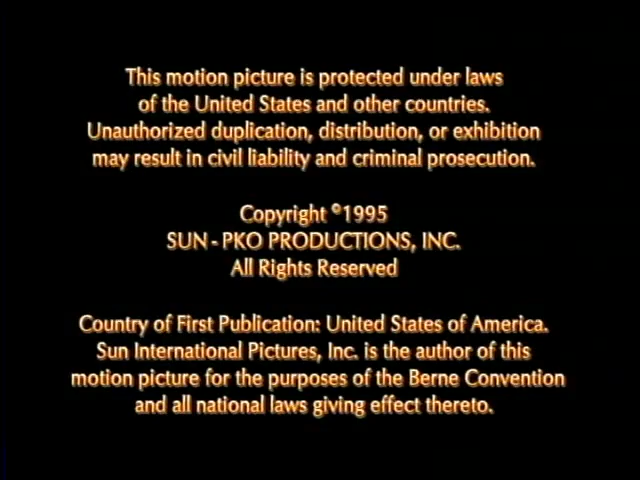 This motion picture is protected under laws
of the United States and other countries.
Unauthorized duplication, distribution, or exhibition
may result in civil liability and criminal prosecution.
Copyright ©1995
SUN - PKO PRODUCTIONS, INC.
All Rights Reserved
Country of First Publication: United States of America.
Sun International Pictures, Inc. is the author of this
motion picture for the purposes of the Berne Convention
and all national laws giving effect thereto.